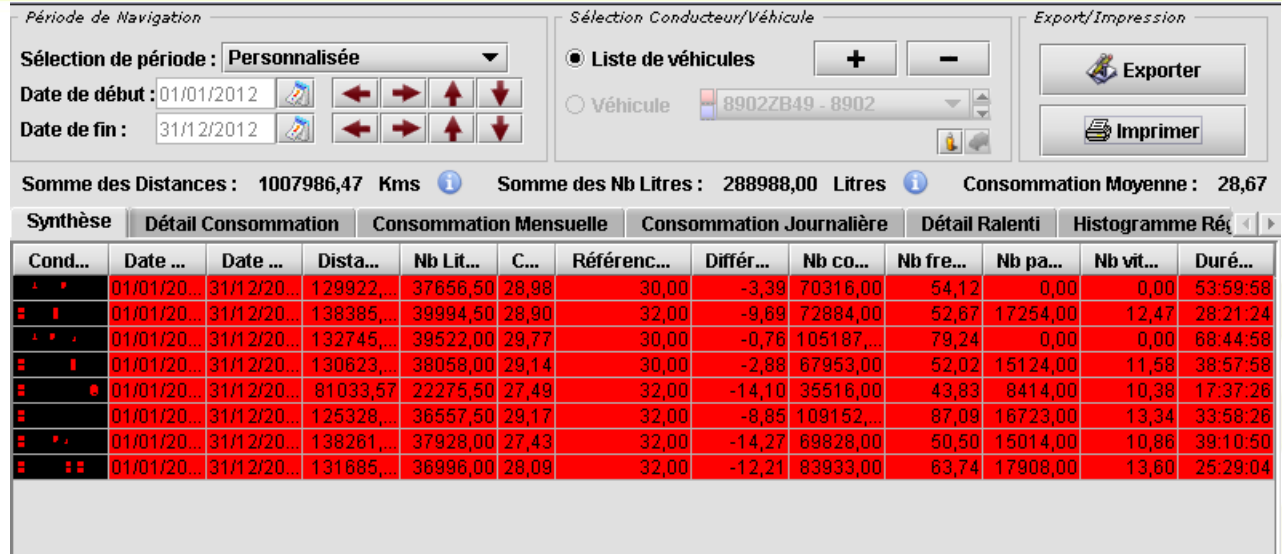 Période de Navigation Sélection Conducteur/Véhicule Export/Impression
Sélection de période : Personnalisée Liste de véhicules + − Exporter
Date de début : 01/01/2012 Véhicule 8902ZB49 - 8902
Date de fin : 31/12/2012 Imprimer
Somme des Distances : 1007986,47 Kms i Somme des Nb Litres : 288988,00 Litres i Consommation Moyenne : 28,67
Synthèse Détail Consommation Consommation Mensuelle Consommation Journalière Détail Ralenti Histogramme Rég
Cond... Date ... Date ... Dista... Nb Lit... C... Référenc... Différ... Nb co... Nb fre... Nb pa... Nb vit... Duré...
01/01/20... 31/12/20... 129922,... 37656,50 28,98 30,00 -3,39 70316,00 54,12 0,00 0,00 53:59:58
01/01/20... 31/12/20... 138385,... 39994,50 28,90 32,00 -9,69 72884,00 52,67 17254,00 12,47 28:21:24
01/01/20... 31/12/20... 132745,... 39522,00 29,77 30,00 -0,76 105187,... 79,24 0,00 0,00 68:44:58
01/01/20... 31/12/20... 130623,... 38058,00 29,14 30,00 -2,88 67953,00 52,02 15124,00 11,58 38:57:58
01/01/20... 31/12/20... 81033,57 22275,50 27,49 32,00 -14,10 35516,00 43,83 8414,00 10,38 17:37:26
01/01/20... 31/12/20... 125328,... 36557,50 29,17 32,00 -8,85 109152,... 87,09 16723,00 13,34 33:58:26
01/01/20... 31/12/20... 138261,... 37928,00 27,43 32,00 -14,27 69828,00 50,50 15014,00 10,86 39:10:50
01/01/20... 31/12/20... 131685,... 36996,00 28,09 32,00 -12,21 83933,00 63,74 17908,00 13,60 25:29:04